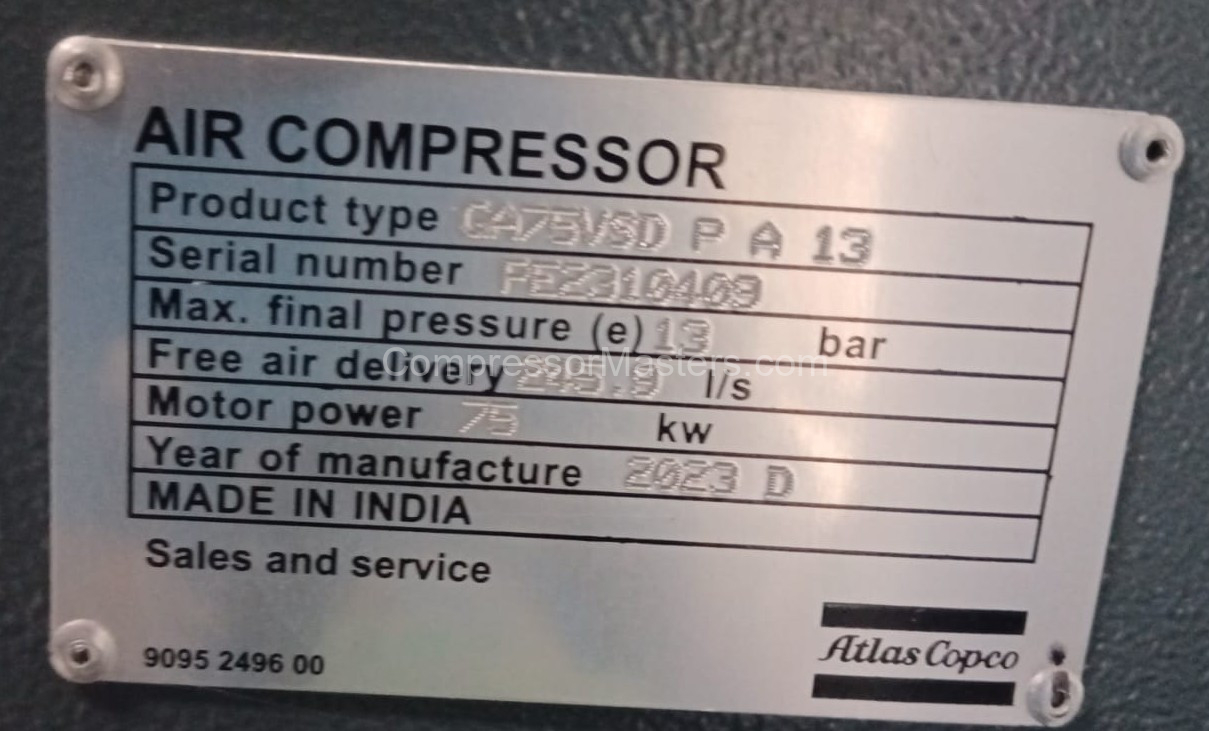 AIR COMPRESSOR
Product type GA75VSD P A 13
Serial number PEZ310409
Max. final pressure (e) 13 bar
Free air delivery l/s
CompressorMasters.com
Motor power 75 kw
Year of manufacture 2023 D
MADE IN INDIA
Sales and service
9095 2496 00
Atlas Copco